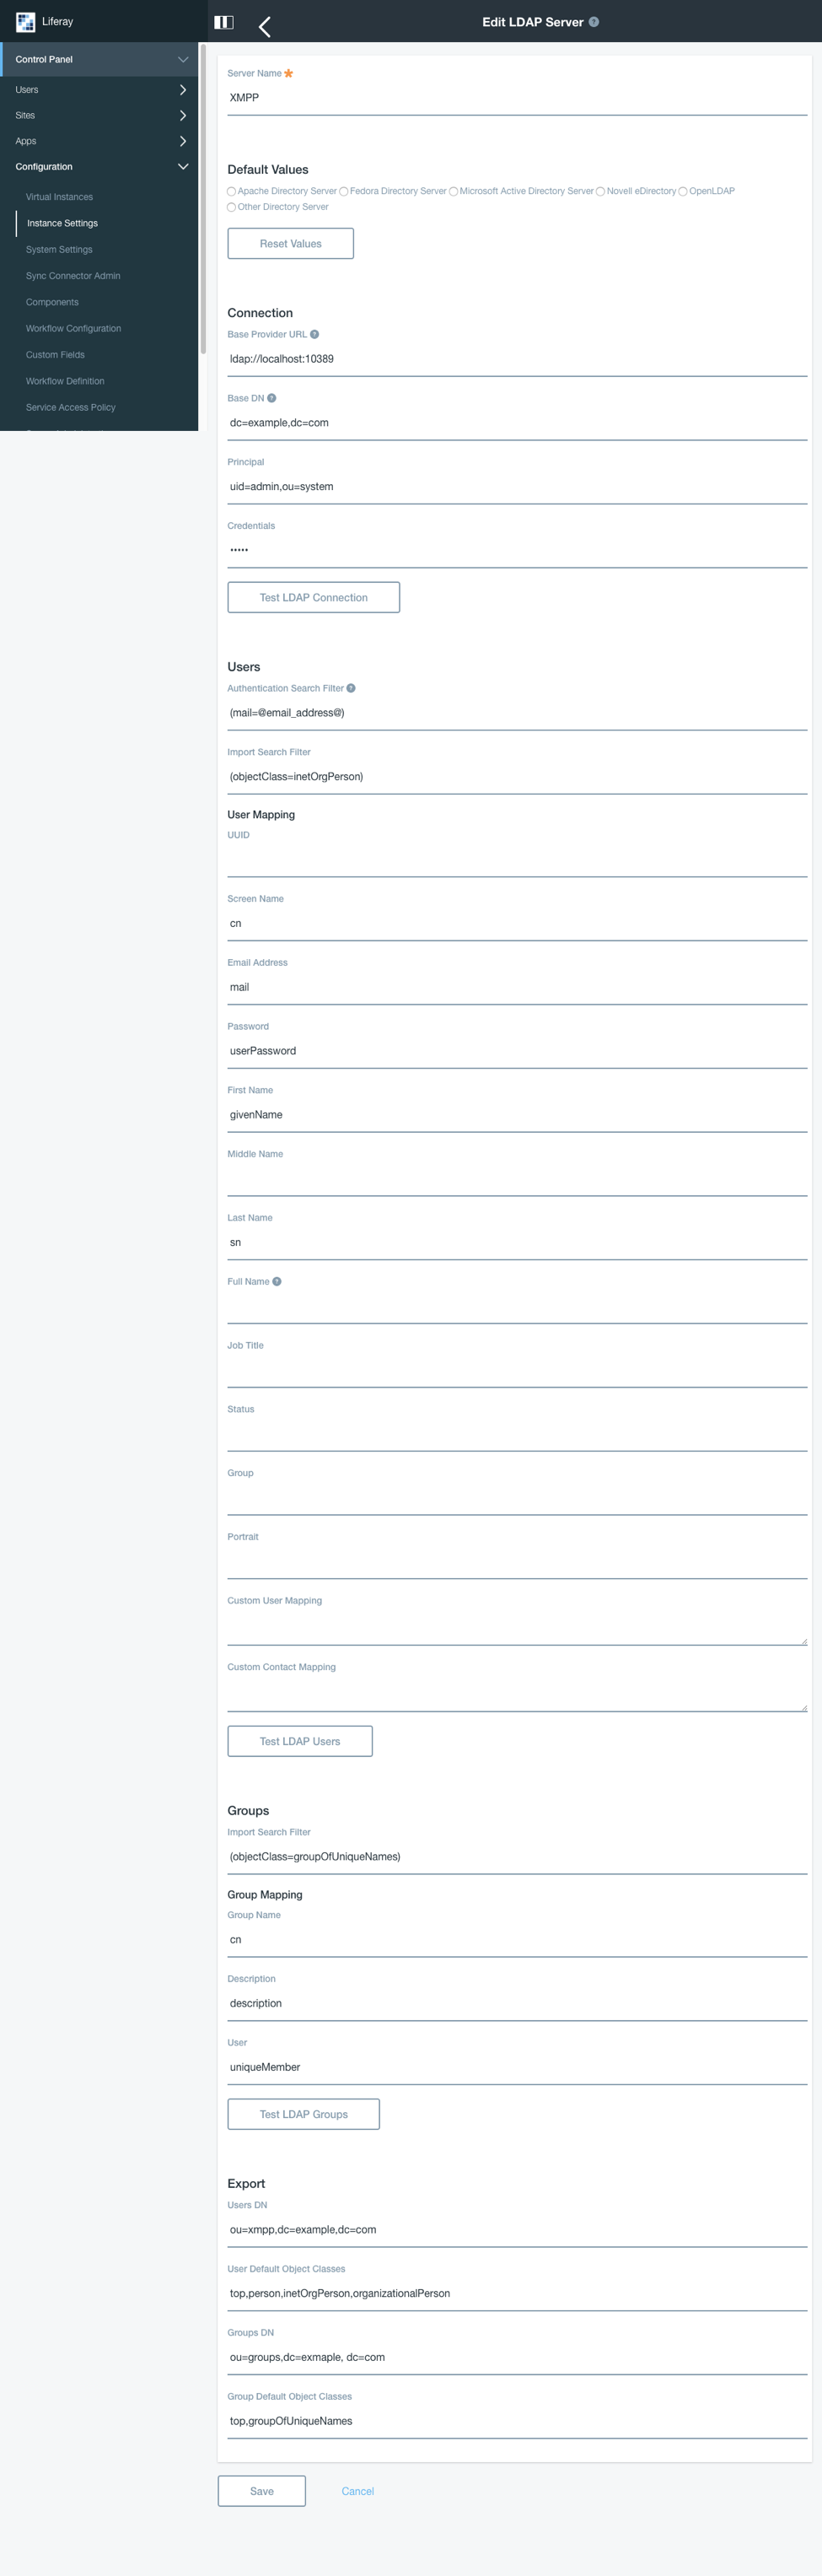 Liferay
Edit LDAP Server
Control Panel
Users
Sites
Apps
Configuration
Virtual Instances
Instance Settings
System Settings
Sync Connector Admin
Components
Workflow Configuration
Custom Fields
Workflow Definition
Service Access Policy
Server Name
XMPP
Default Values
Apache Directory Server Fedora Directory Server Microsoft Active Directory Server Novell eDirectory OpenLDAP
Other Directory Server
Reset Values
Connection
Base Provider URL
ldap://localhost:10389
Base DN
dc=example,dc=com
Principal
uid=admin,ou=system
Credentials
•••••
Test LDAP Connection
Users
Authentication Search Filter
(mail=@email_address@)
Import Search Filter
(objectClass=inetOrgPerson)
User Mapping
UUID
Screen Name
cn
Email Address
mail
Password
userPassword
First Name
givenName
Middle Name
Last Name
sn
Full Name
Job Title
Status
Group
Portrait
Custom User Mapping
Custom Contact Mapping
Test LDAP Users
Groups
Import Search Filter
(objectClass=groupOfUniqueNames)
Group Mapping
Group Name
cn
Description
description
User
uniqueMember
Test LDAP Groups
Export
Users DN
ou=xmpp,dc=example,dc=com
User Default Object Classes
top,person,inetOrgPerson,organizationalPerson
Groups DN
ou=groups,dc=exmaple, dc=com
Group Default Object Classes
top,groupOfUniqueNames
Save Cancel